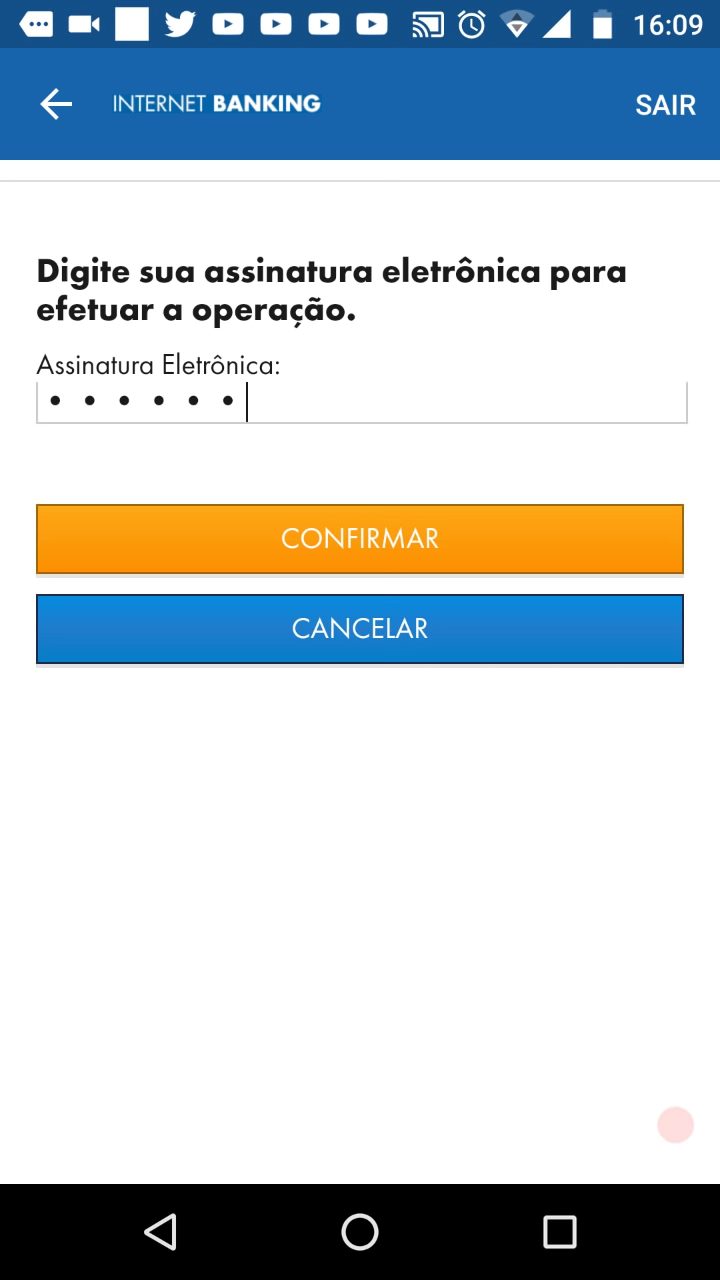 16:09
INTERNET BANKING
SAIR
Digite sua assinatura eletrônica para
efetuar a operação.
Assinatura Eletrônica:
••••••
CONFIRMAR
CANCELAR